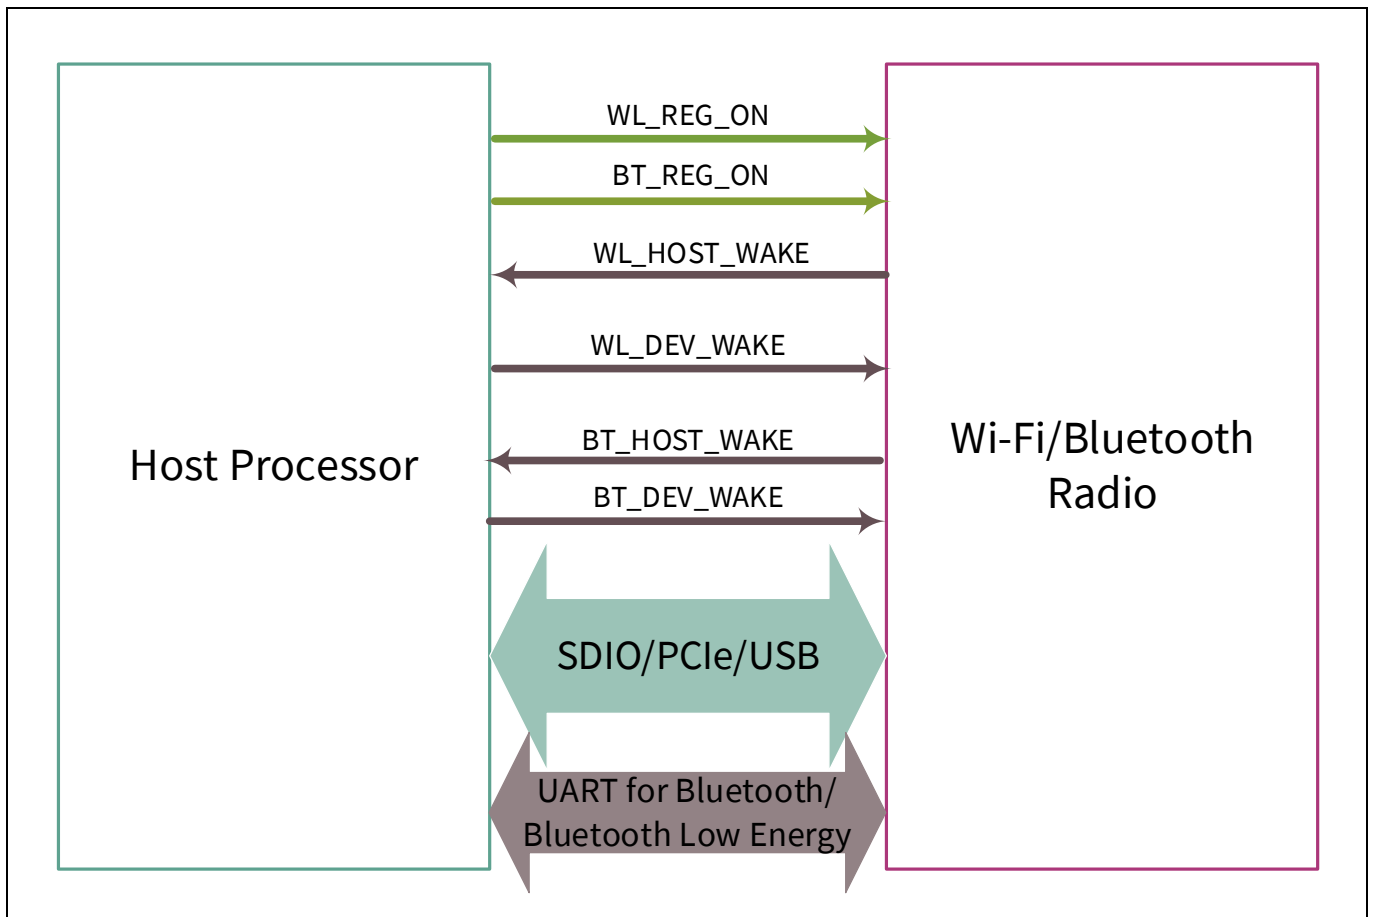 WL_REG_ON
BT_REG_ON
WL_HOST_WAKE
WL_DEV_WAKE
BT_HOST_WAKE
BT_DEV_WAKE
Host Processor
Wi-Fi/Bluetooth
Radio
SDIO/PCIe/USB
UART for Bluetooth/
Bluetooth Low Energy